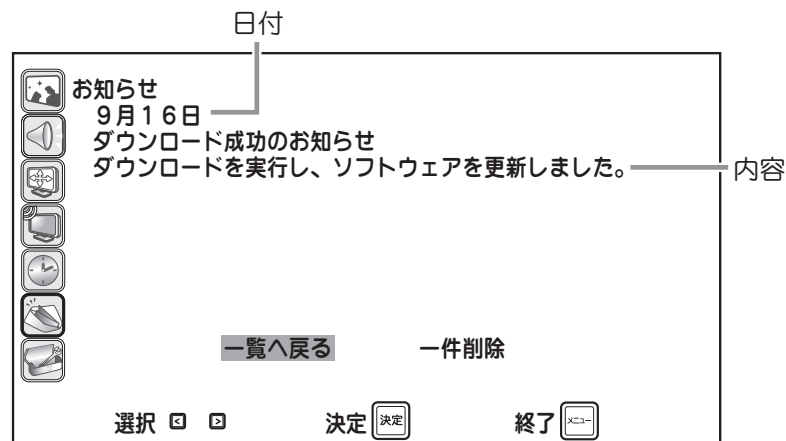 日付
お知らせ
9月16日
ダウンロード成功のお知らせ
ダウンロードを実行し、ソフトウェアを更新しました。
内容
一覧へ戻る 一件削除
選択 決定 決定 終了 メニュー